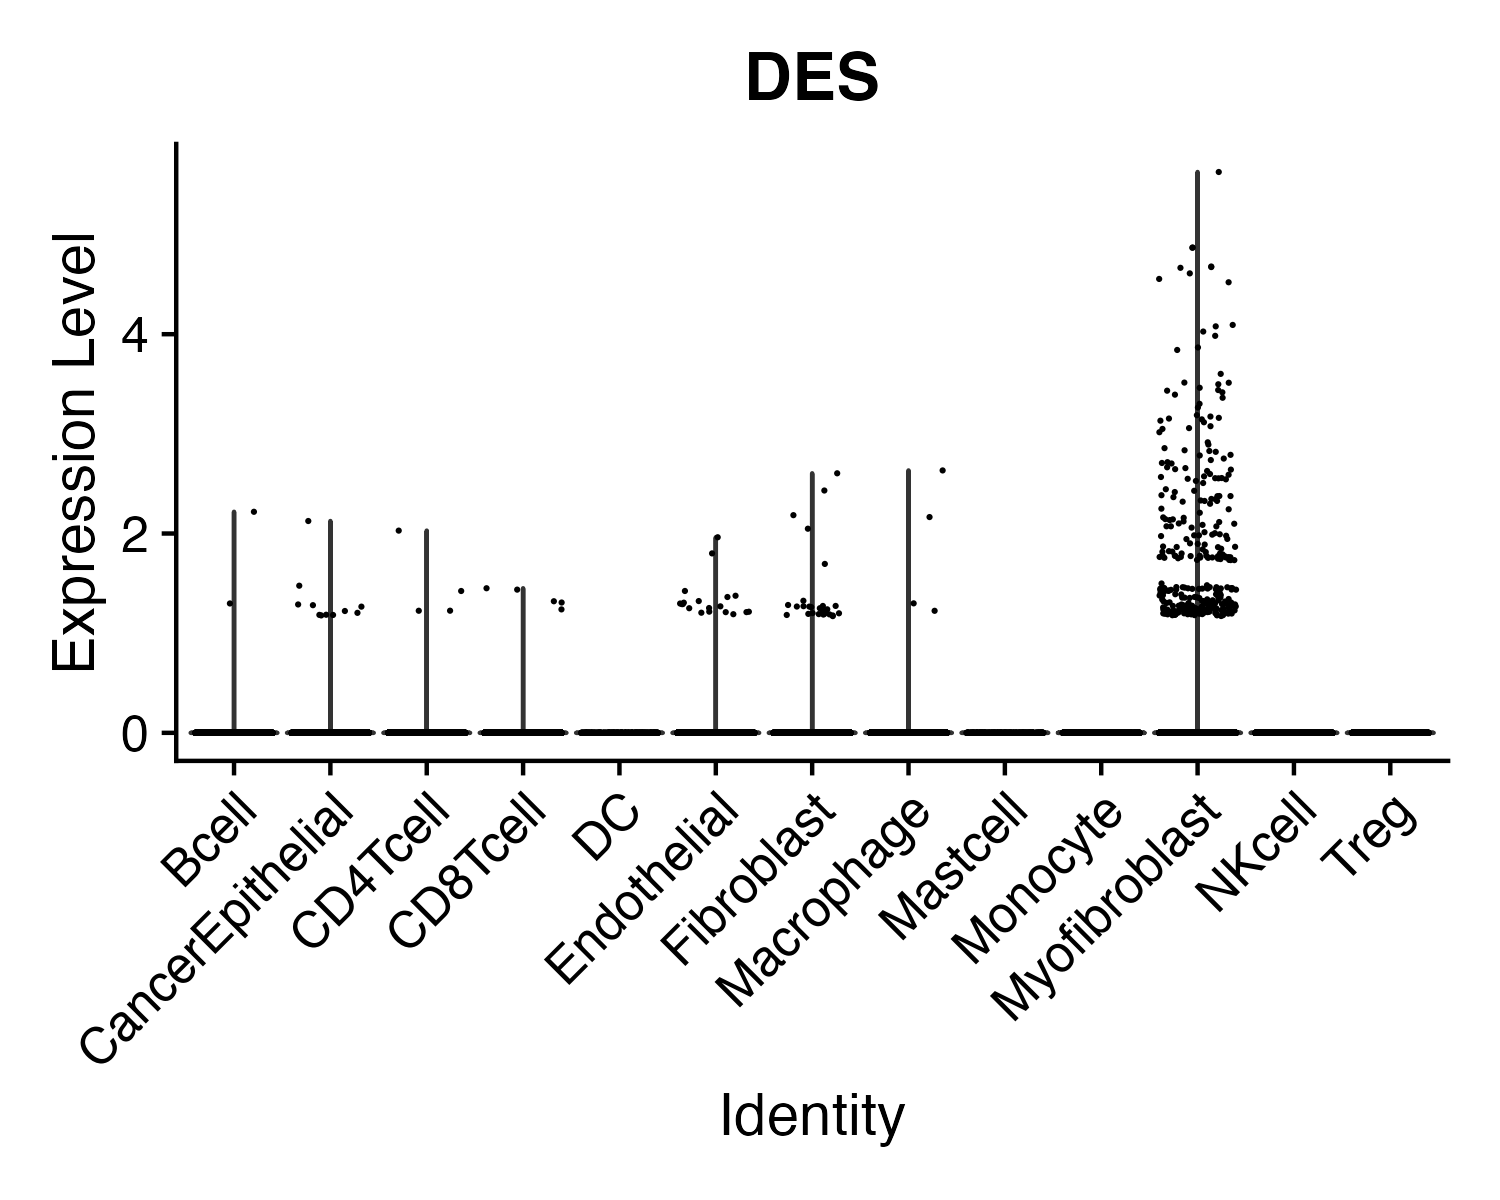 DES
Expression Level
4
2
0
Bcell
CancerEpithelial
CD4Tcell
CD8Tcell
DC
Endothelial
Fibroblast
Macrophage
Mastcell
Monocyte
Myofibroblast
NKcell
Treg
Identity